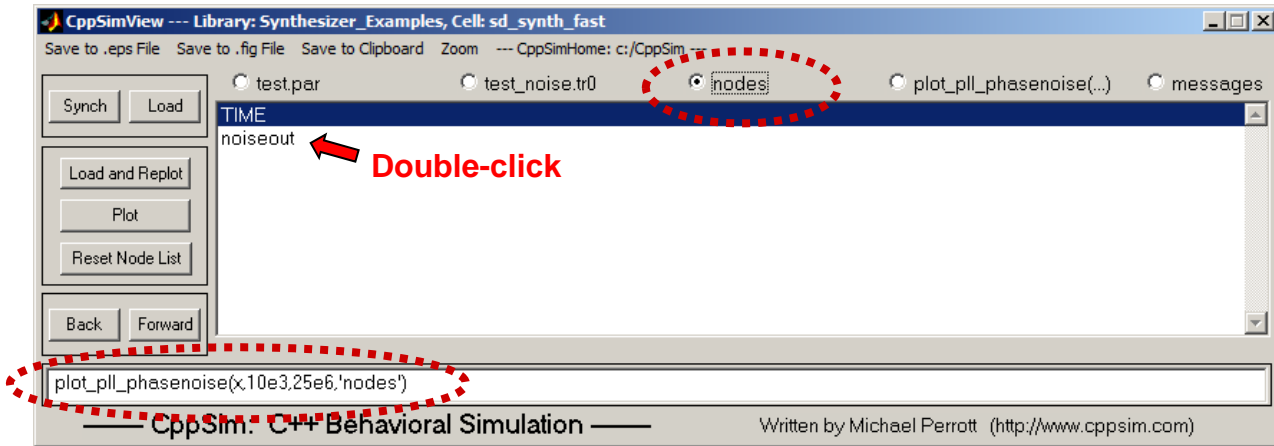 CppSimView --- Library: Synthesizer_Examples, Cell: sd_synth_fast
Save to .eps File Save to .fig File Save to Clipboard Zoom --- CppSimHome: c:/CppSim ---
test.par test_noise.tr0 nodes plot_pll_phasenoise(...) messages
Synch Load
TIME
noiseout
Double-click
Load and Replot
Plot
Reset Node List
Back Forward
plot_pll_phasenoise(x,10e3,25e6,'nodes')
CppSim: C++ Behavioral Simulation
Written by Michael Perrott (http://www.cppsim.com)